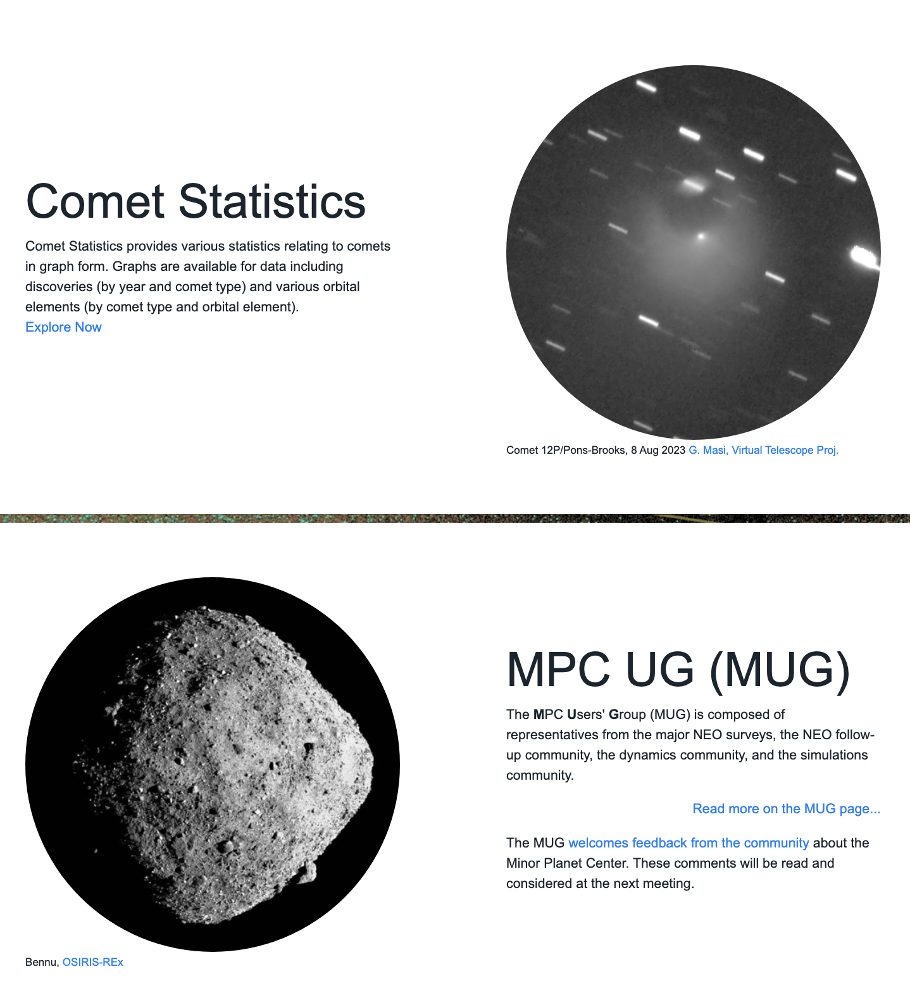 Comet Statistics
Comet Statistics provides various statistics relating to comets
in graph form. Graphs are available for data including
discoveries (by year and comet type) and various orbital
elements (by comet type and orbital element).
Explore Now
Comet 12P/Pons-Brooks, 8 Aug 2023 G. Masi, Virtual Telescope Proj.
Bennu, OSIRIS-REx
MPC UG (MUG)
The MPC Users' Group (MUG) is composed of
representatives from the major NEO surveys, the NEO follow-
up community, the dynamics community, and the simulations
community.
Read more on the MUG page...
The MUG welcomes feedback from the community about the
Minor Planet Center. These comments will be read and
considered at the next meeting.